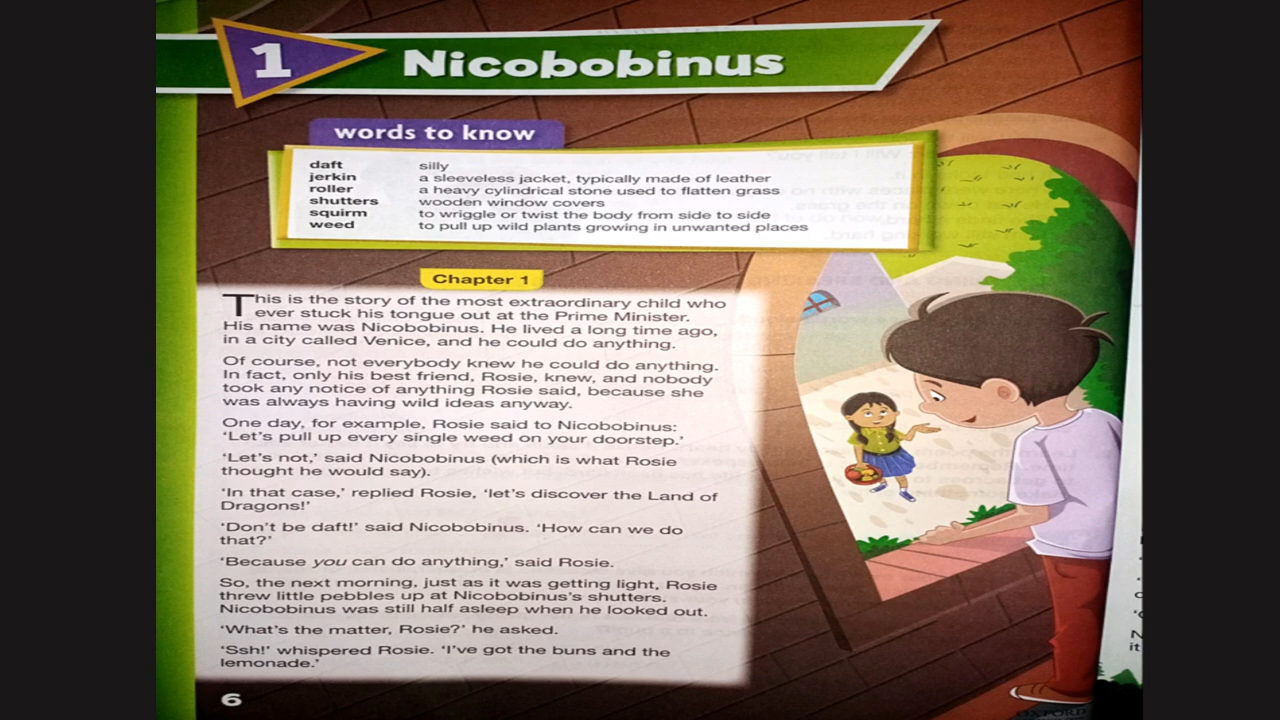 1
Nicobobinus
words to know
daft silly
jerkin a sleeveless jacket, typically made of leather
roller a heavy cylindrical stone used to flatten grass
shutters wooden window covers
squirm to wriggle or twist the body from side to side
weed to pull up wild plants growing in unwanted places
Chapter 1
This is the story of the most extraordinary child who
ever stuck his tongue out at the Prime Minister.
His name was Nicobobinus. He lived a long time ago,
in a city called Venice, and he could do anything.
Of course, not everybody knew he could do anything.
In fact, only his best friend, Rosie, knew, and nobody
took any notice of anything Rosie said, because she
was always having wild ideas anyway.
One day, for example, Rosie said to Nicobobinus:
‘Let’s pull up every single weed on your doorstep.’
‘Let’s not,’ said Nicobobinus (which is what Rosie
thought he would say).
‘In that case,’ replied Rosie, ‘let’s discover the Land of
Dragons!’
‘Don’t be daft!’ said Nicobobinus. ‘How can we do
that?’
‘Because you can do anything,’ said Rosie.
So, the next morning, just as it was getting light, Rosie
threw little pebbles up at Nicobobinus’s shutters.
Nicobobinus was still half asleep when he looked out.
‘What’s the matter, Rosie?’ he asked.
‘Ssh!’ whispered Rosie. ‘I’ve got the buns and the
lemonade.’
6
OXFORD